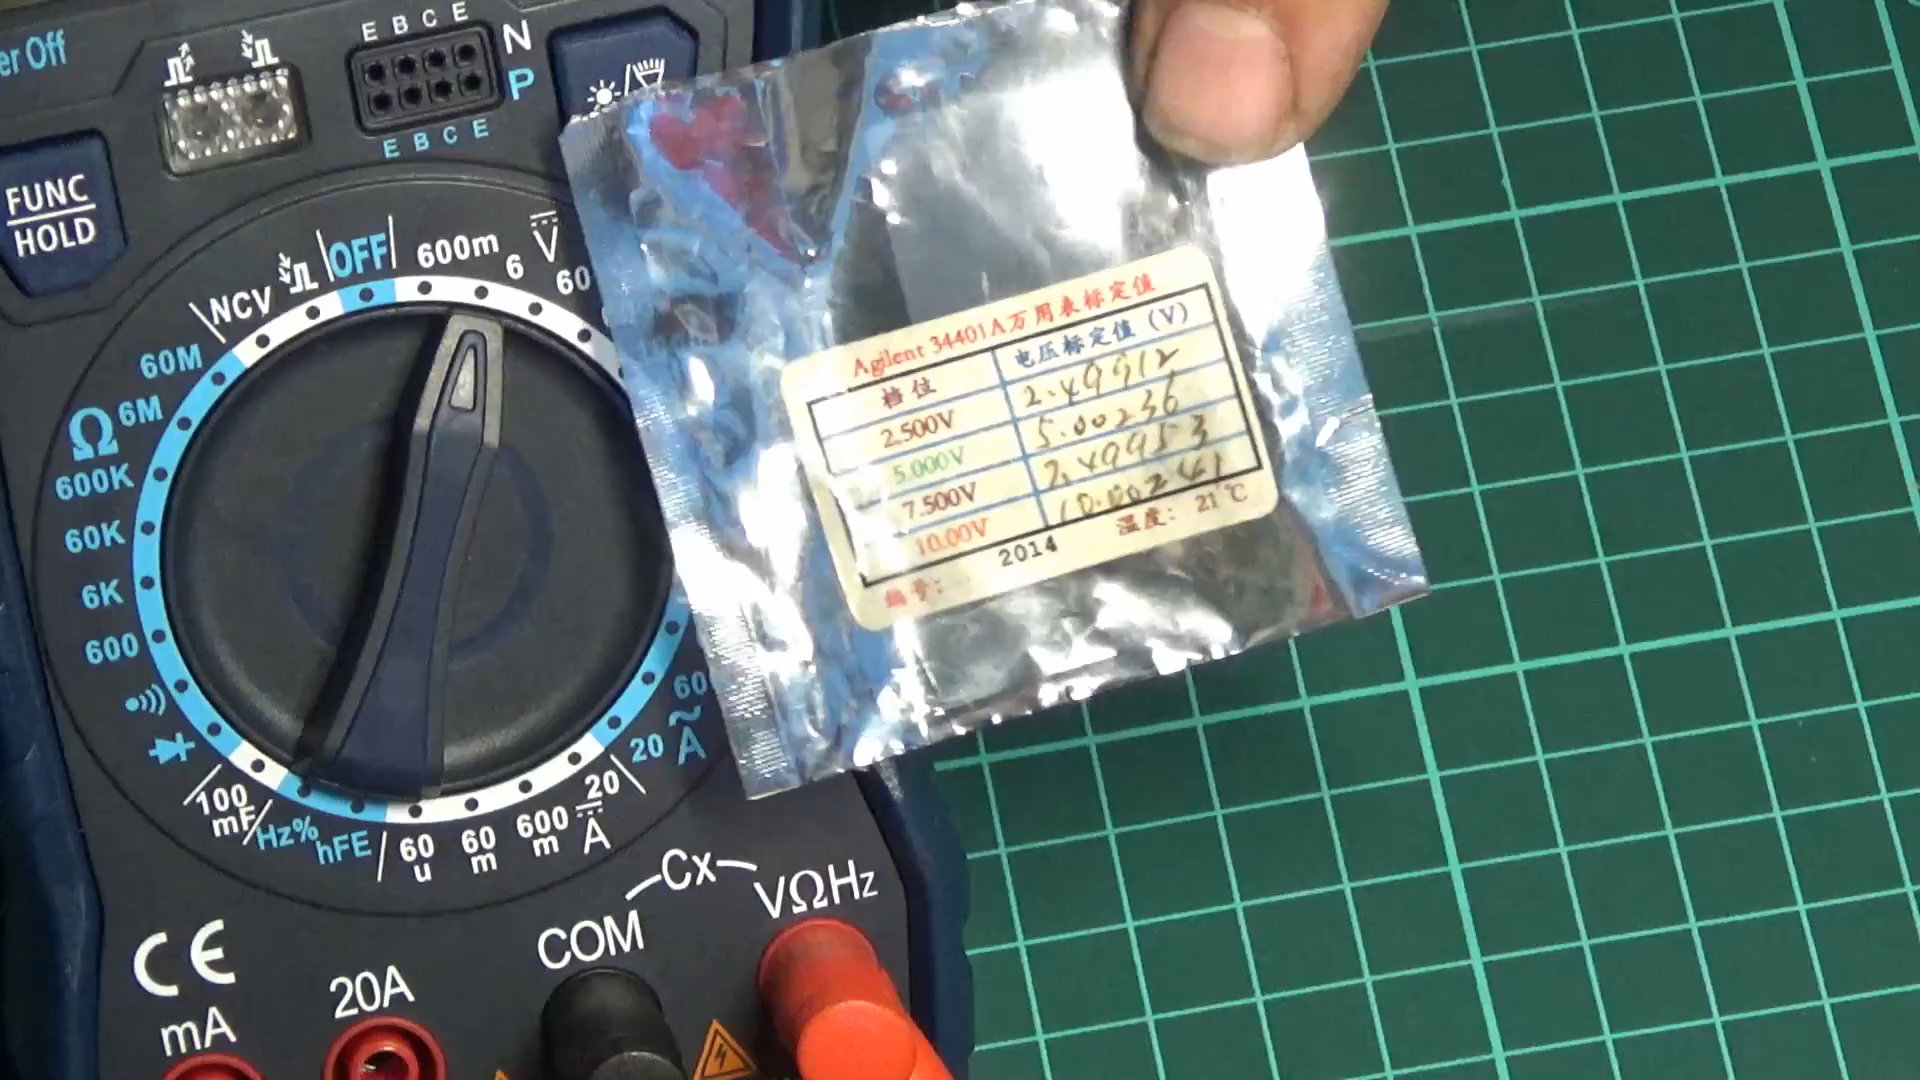 er Off
E B C E
N
P
E B C E
FUNC
HOLD
NCV
OFF
600m
6
V
60
60M
Ω
6M
600K
60K
6K
600
100
mF
Hz%
hFE
60
u
60
m
600
m
20
A
20
60
A
Cx
COM
VΩHz
CE
mA
20A
Agilent 34401A万用表标定值
档位 电压标定值 (V)
2.500V 2.49912
5.000V 5.00236
7.500V 7.49953
10.00V
2014 温度: 21℃
编号: